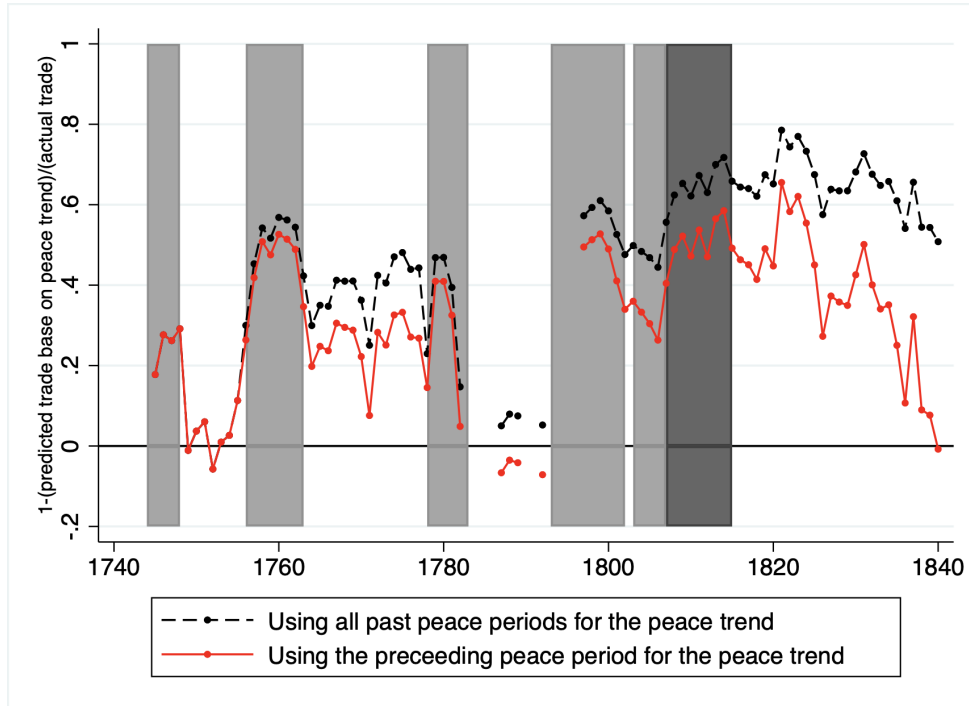 1-(predicted trade base on peace trend)/(actual trade)
1
.8
.6
.4
.2
0
-.2
1740 1760 1780 1800 1820 1840
Using all past peace periods for the peace trend
Using the preceeding peace period for the peace trend